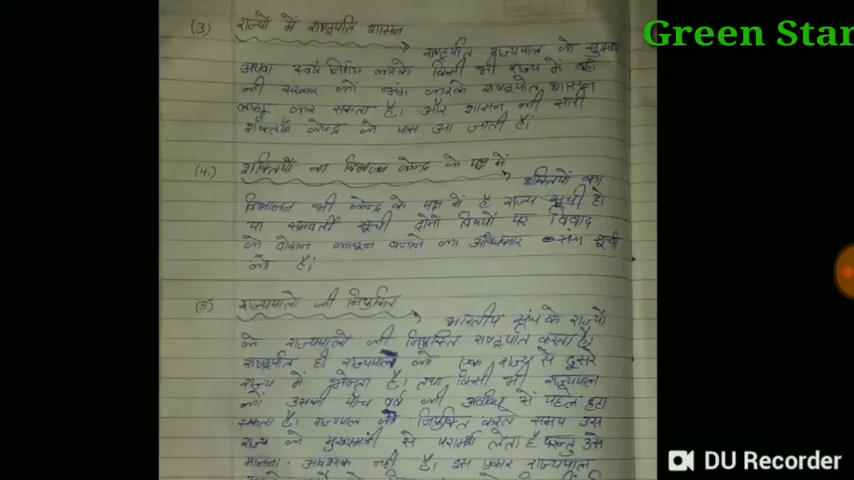 Green Star
(3) राज्यों में राष्ट्रपति शासन
राष्ट्रपति राज्यपाल के सुझाव
अथवा स्वयं निर्णय करके किसी भी राज्य में वहाँ
की सरकार को भंग करके राष्ट्रपति शासन
लागू कर सकता है। और शासन की सारी
शक्तियाँ केन्द्र के पास आ जाती हैं।
(4) शक्तियों का विभाजन केन्द्र के पक्ष में
शक्तियों का
विभाजन भी केन्द्र के पक्ष में है राज्य सूची हो
या समवर्ती सूची दोनों विषयों पर विवाद
के दौरान कानून बनाने का अधिकार संघ सूची
को है।
(5) राज्यपालों की नियुक्ति
भारतीय संघ के राज्यों
के राज्यपालों की नियुक्ति राष्ट्रपति करता है।
राष्ट्रपति ही राज्यपाल को एक राज्य से दूसरे
राज्य में भेजता है। तथा किसी भी राज्यपाल
को उसकी पाँच वर्ष की अवधि से पहले हटा
सकता है। राज्यपाल की नियुक्ति करते समय उस
राज्य के मुख्यमंत्री से परामर्श लेता है परन्तु उसे
मानना आवश्यक नहीं है। इस प्रकार राज्यपाल
DU Recorder